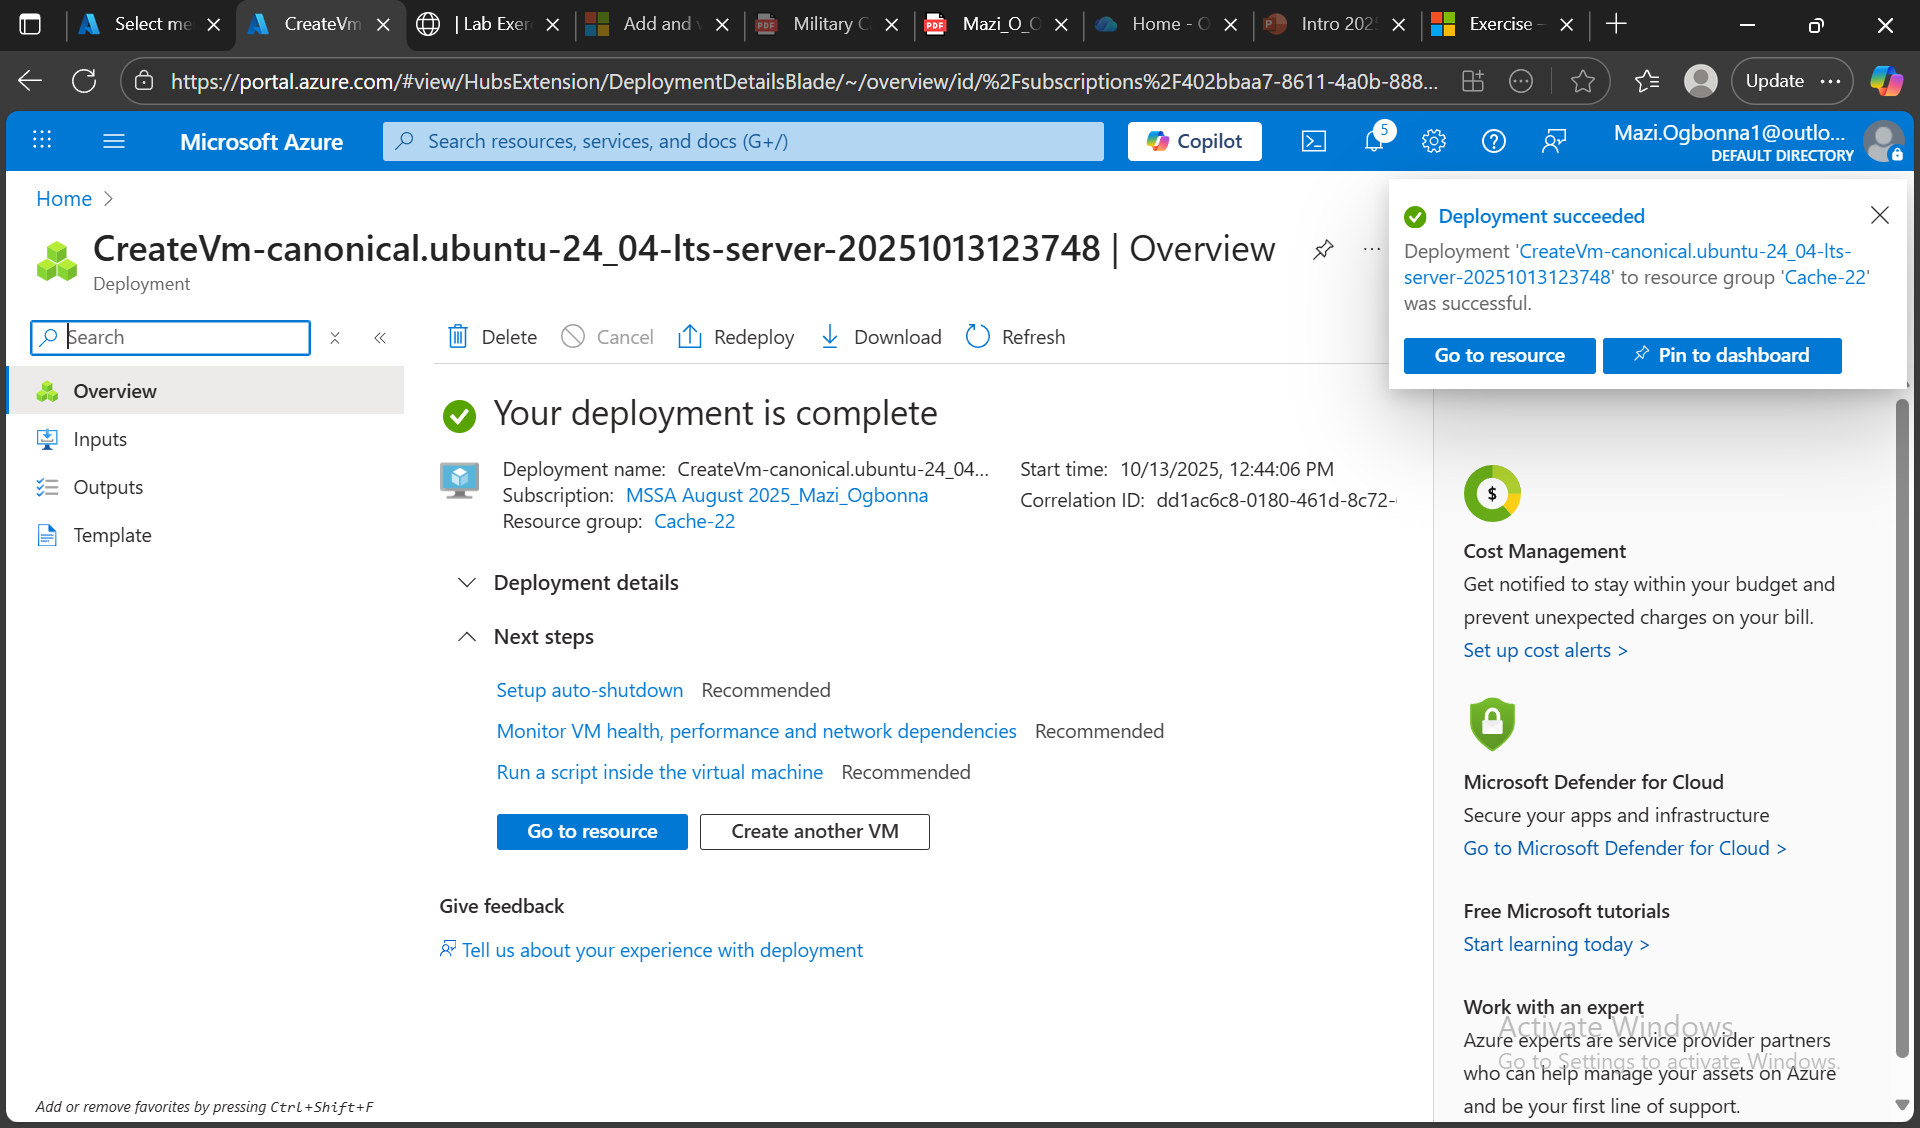 Select me
CreateVm
| Lab Exer
Add and v
Military C
Mazi_O_O
Home - O
Intro 202
Exercise -
https://portal.azure.com/#view/HubsExtension/DeploymentDetailsBlade/~/overview/id/%2Fsubscriptions%2F402bbaa7-8611-4a0b-888...
Update
Microsoft Azure
Search resources, services, and docs (G+/)
Copilot
5
Mazi.Ogbonna1@outlo...
DEFAULT DIRECTORY
Home
CreateVm-canonical.ubuntu-24_04-lts-server-20251013123748 | Overview
Deployment
Deployment succeeded
Deployment 'CreateVm-canonical.ubuntu-24_04-lts-
server-20251013123748' to resource group 'Cache-22'
was successful.
Go to resource
Pin to dashboard
Search
Delete
Cancel
Redeploy
Download
Refresh
Overview
Inputs
Outputs
Template
Your deployment is complete
Deployment name: CreateVm-canonical.ubuntu-24_04...
Subscription: MSSA August 2025_Mazi_Ogbonna
Resource group: Cache-22
Start time: 10/13/2025, 12:44:06 PM
Correlation ID: dd1ac6c8-0180-461d-8c72-
Deployment details
Next steps
Setup auto-shutdown Recommended
Monitor VM health, performance and network dependencies Recommended
Run a script inside the virtual machine Recommended
Go to resource
Create another VM
Give feedback
Tell us about your experience with deployment
$
Cost Management
Get notified to stay within your budget and
prevent unexpected charges on your bill.
Set up cost alerts >
Microsoft Defender for Cloud
Secure your apps and infrastructure
Go to Microsoft Defender for Cloud >
Free Microsoft tutorials
Start learning today >
Work with an expert
Azure experts are service provider partners
who can help manage your assets on Azure
and be your first line of support.
Activate Windows
Go to Settings to activate Windows.
Add or remove favorites by pressing Ctrl+Shift+F